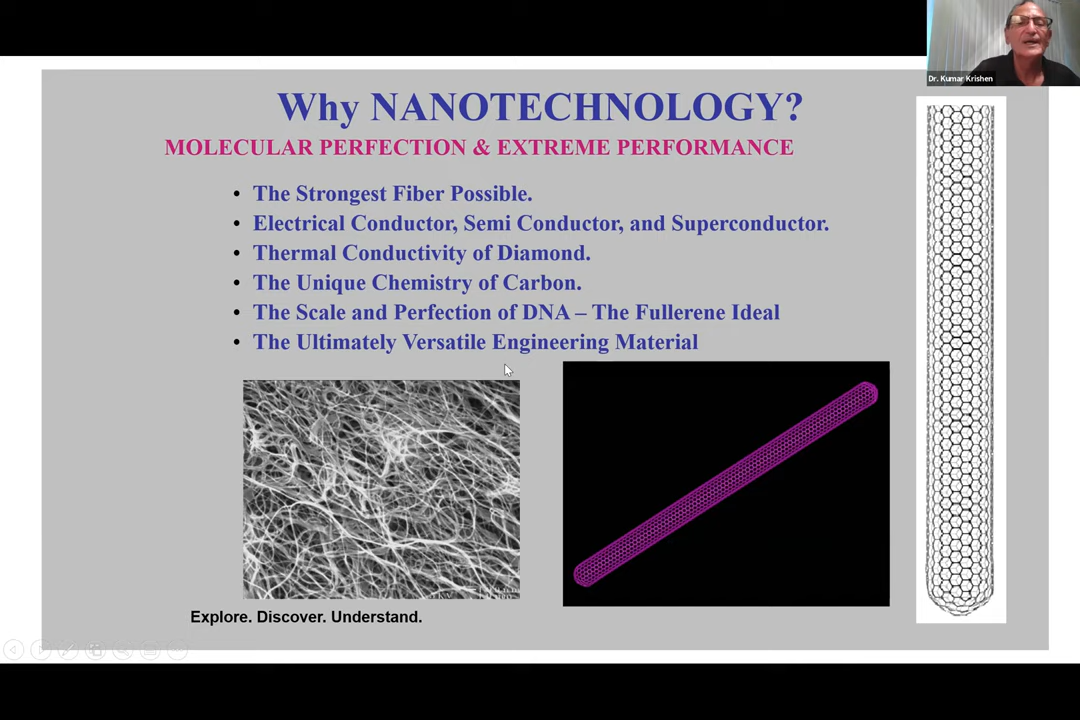 Dr. Kumar Krishen
Why NANOTECHNOLOGY?
MOLECULAR PERFECTION & EXTREME PERFORMANCE
• The Strongest Fiber Possible.
• Electrical Conductor, Semi Conductor, and Superconductor.
• Thermal Conductivity of Diamond.
• The Unique Chemistry of Carbon.
• The Scale and Perfection of DNA – The Fullerene Ideal
• The Ultimately Versatile Engineering Material
Explore. Discover. Understand.